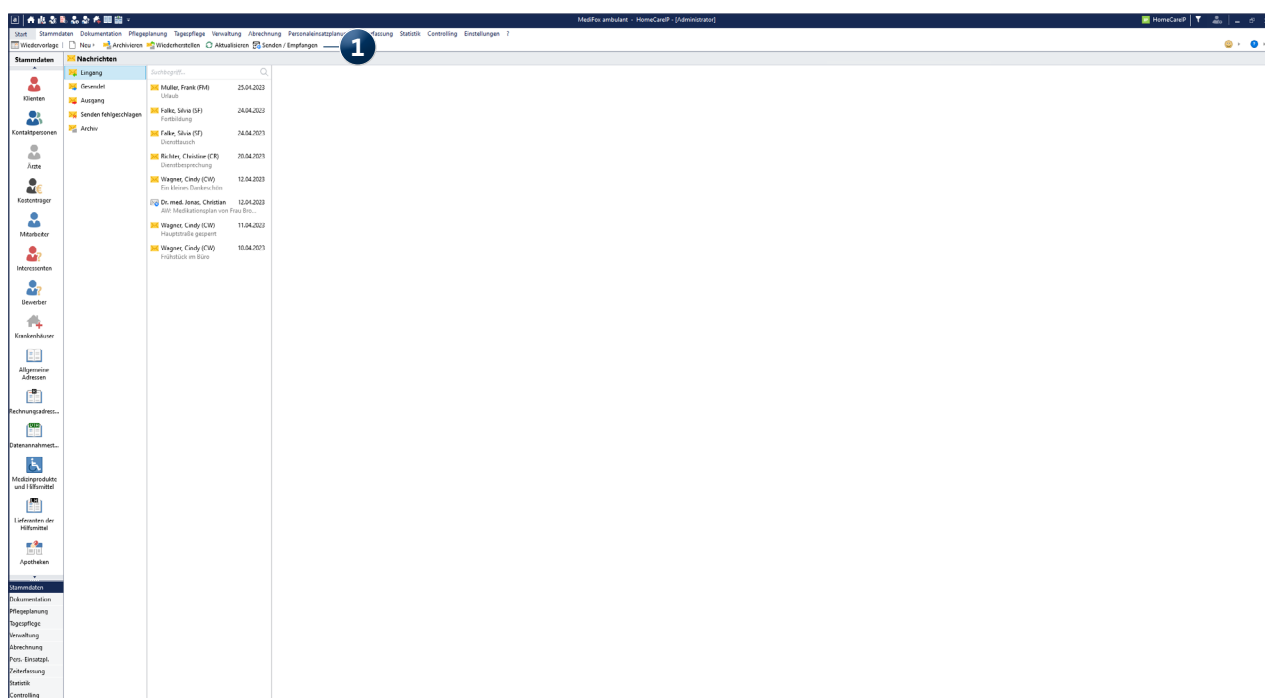 MediFox ambulant - HomeCareIP - [Administrator]
HomeCareIP
Start Stammdaten Dokumentation Pflegeplanung Tagespflege Verwaltung Abrechnung Statistik Controlling Einstellungen ?
Wiedervorlage Neu Archivieren Wiederherstellen Aktualisieren Senden / Empfangen
1
Stammdaten
Klienten
Kontaktpersonen
Ärzte
Kostenträger
Mitarbeiter
Interessenten
Bewerber
Krankenhäuser
Allgemeine
Adressen
Rechnungsadress...
Datenannahmest...
Medizinprodukte
und Hilfsmittel
Lieferanten der
Hilfsmittel
Apotheken
Stammdaten
Dokumentation
Pflegeplanung
Tagespflege
Verwaltung
Abrechnung
Pers. Einsatzpl.
Zeiterfassung
Statistik
Controlling
Nachrichten
Eingang
Gesendet
Ausgang
Senden fehlgeschlagen
Archiv
Suchbegriff...
Müller, Frank (FM) 25.04.2023
Urlaub
Falke, Silvia (SF) 24.04.2023
Fortbildung
Falke, Silvia (SF) 24.04.2023
Diensttausch
Richter, Christine (CR) 20.04.2023
Dienstbesprechung
Wagner, Cindy (CW) 12.04.2023
Ein kleines Dankeschön
Dr. med. Jonas, Christian 12.04.2023
AW: Medikationsplan von Frau Bro...
Wagner, Cindy (CW) 11.04.2023
Hauptstraße gesperrt
Wagner, Cindy (CW) 10.04.2023
Frühstück im Büro